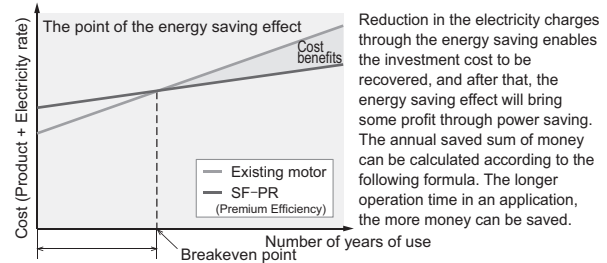 The point of the energy saving effect
Cost (Product + Electricity rate)
Cost
benefits
Existing motor
SF-PR
(Premium Efficiency)
Number of years of use
Breakeven point
Reduction in the electricity charges
through the energy saving enables
the investment cost to be
recovered, and after that, the
energy saving effect will bring
some profit through power saving.
The annual saved sum of money
can be calculated according to the
following formula. The longer
operation time in an application,
the more money can be saved.